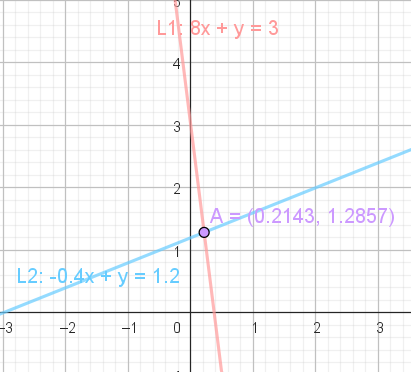 5
L1: 8x + y = 3
4
3
2
A = (0.2143, 1.2857)
1
L2: -0.4x + y = 1.2
−3 −2 −1 0 1 2 3